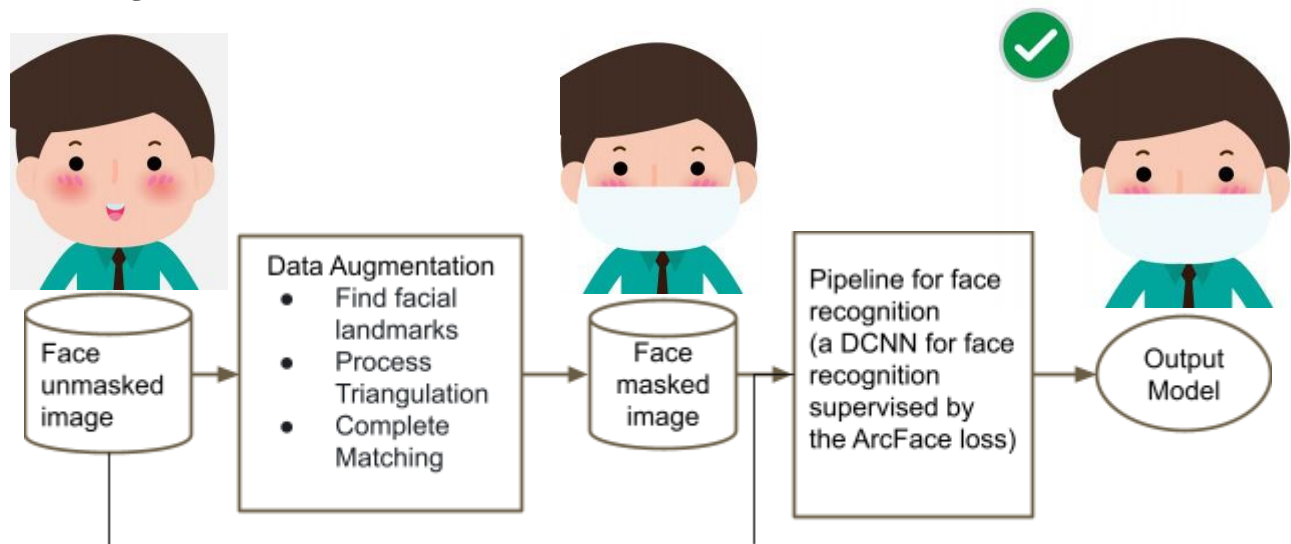 Face
unmasked
image
Data Augmentation
● Find facial
landmarks
● Process
Triangulation
● Complete
Matching
Face
masked
image
Pipeline for face
recognition
(a DCNN for face
recognition
supervised by
the ArcFace loss)
Output
Model